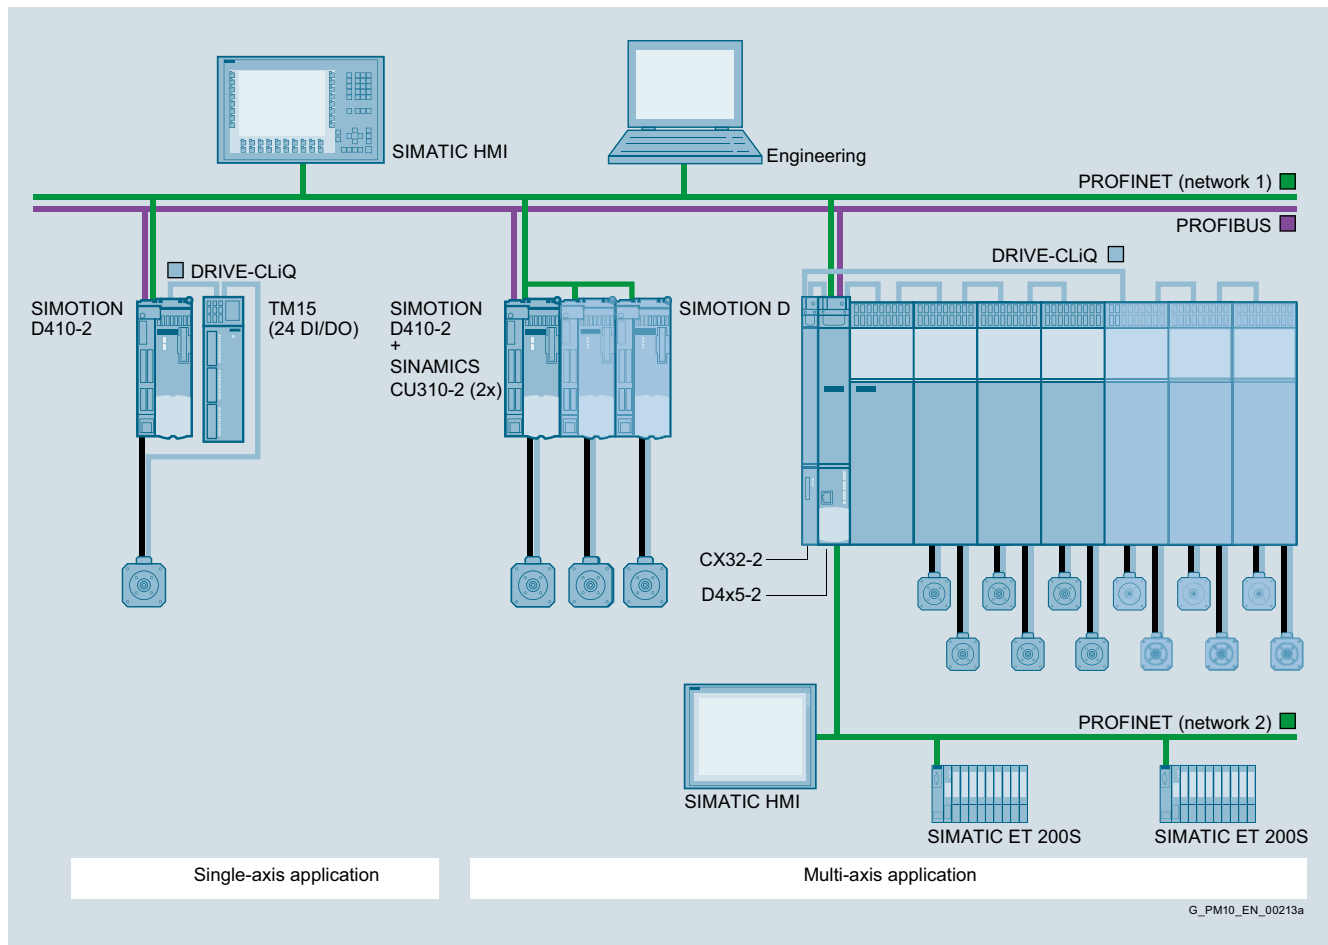 SIMATIC HMI
Engineering
PROFINET (network 1)
PROFIBUS
DRIVE-CLiQ
DRIVE-CLiQ
SIMOTION
D410-2
TM15
(24 DI/DO)
SIMOTION
D410-2
+
SINAMICS
CU310-2 (2x)
SIMOTION D
CX32-2
D4x5-2
PROFINET (network 2)
SIMATIC HMI
SIMATIC ET 200S
SIMATIC ET 200S
Single-axis application
Multi-axis application
G_PM10_EN_00213a